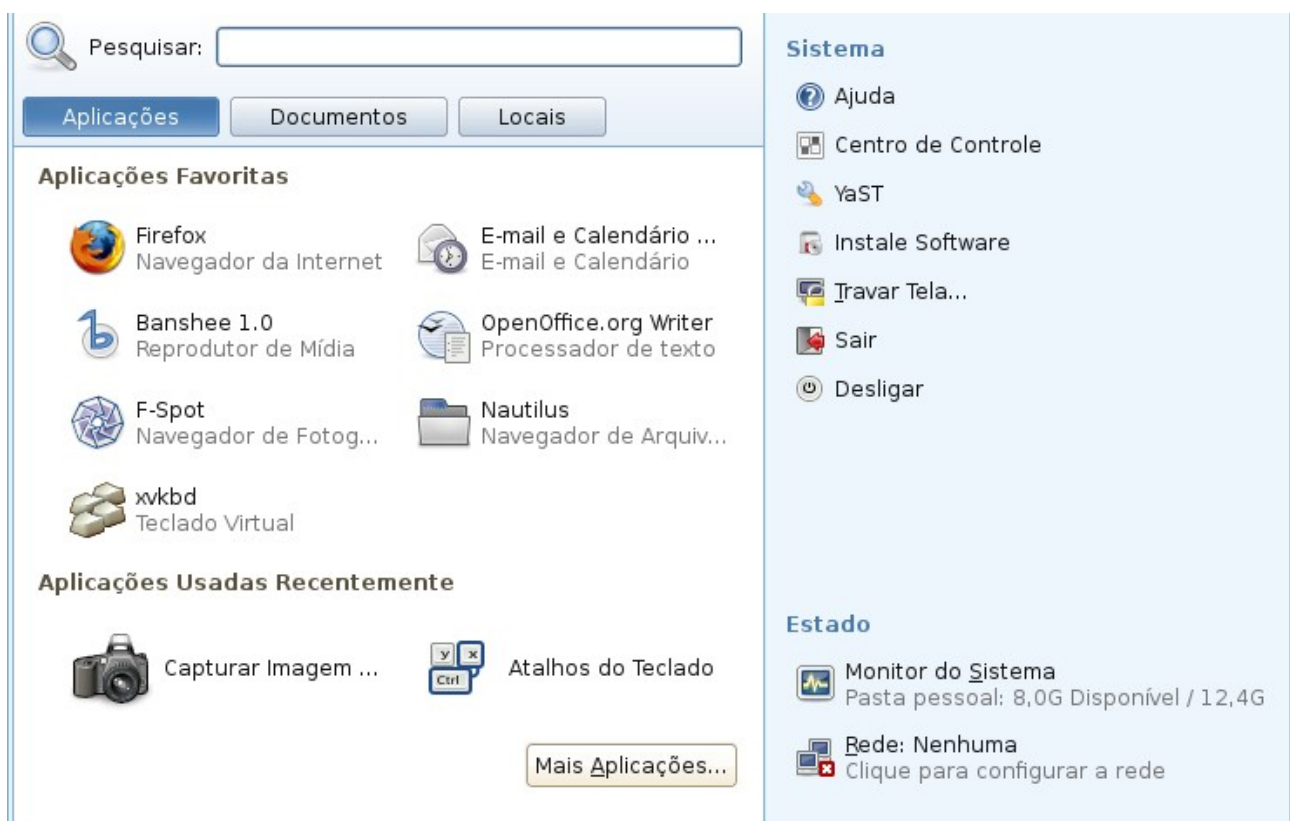 Pesquisar:
Aplicações
Documentos
Locais
Aplicações Favoritas
Firefox
Navegador da Internet
E-mail e Calendário ...
E-mail e Calendário
Banshee 1.0
Reprodutor de Mídia
OpenOffice.org Writer
Processador de texto
F-Spot
Navegador de Fotog...
Nautilus
Navegador de Arquiv...
xvkbd
Teclado Virtual
Aplicações Usadas Recentemente
Capturar Imagem ...
y x
Ctrl
Atalhos do Teclado
Mais Aplicações...
Sistema
Ajuda
Centro de Controle
YaST
Instale Software
Travar Tela...
Sair
Desligar
Estado
Monitor do Sistema
Pasta pessoal: 8,0G Disponível / 12,4G
Rede: Nenhuma
Clique para configurar a rede